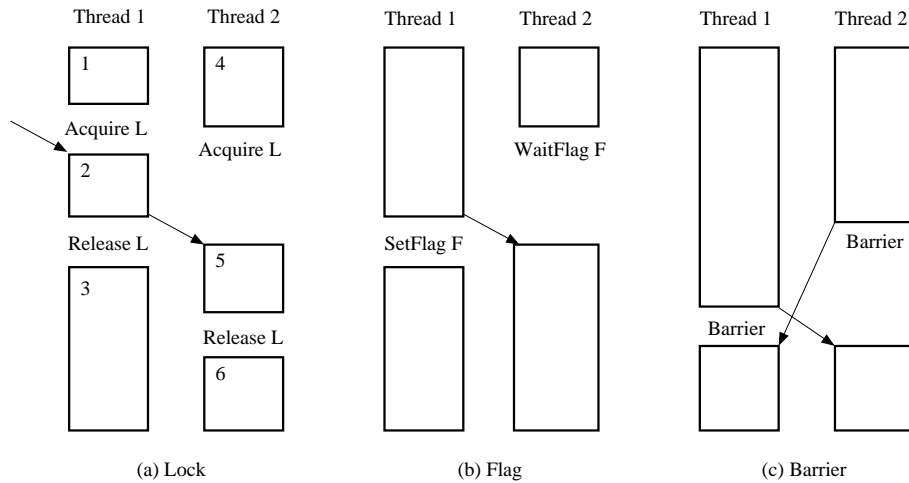 Thread 1
Thread 2
1
4
Acquire L
Acquire L
2
Release L
3
5
Release L
6
(a) Lock
Thread 1
Thread 2
WaitFlag F
SetFlag F
(b) Flag
Thread 1
Thread 2
Barrier
Barrier
(c) Barrier